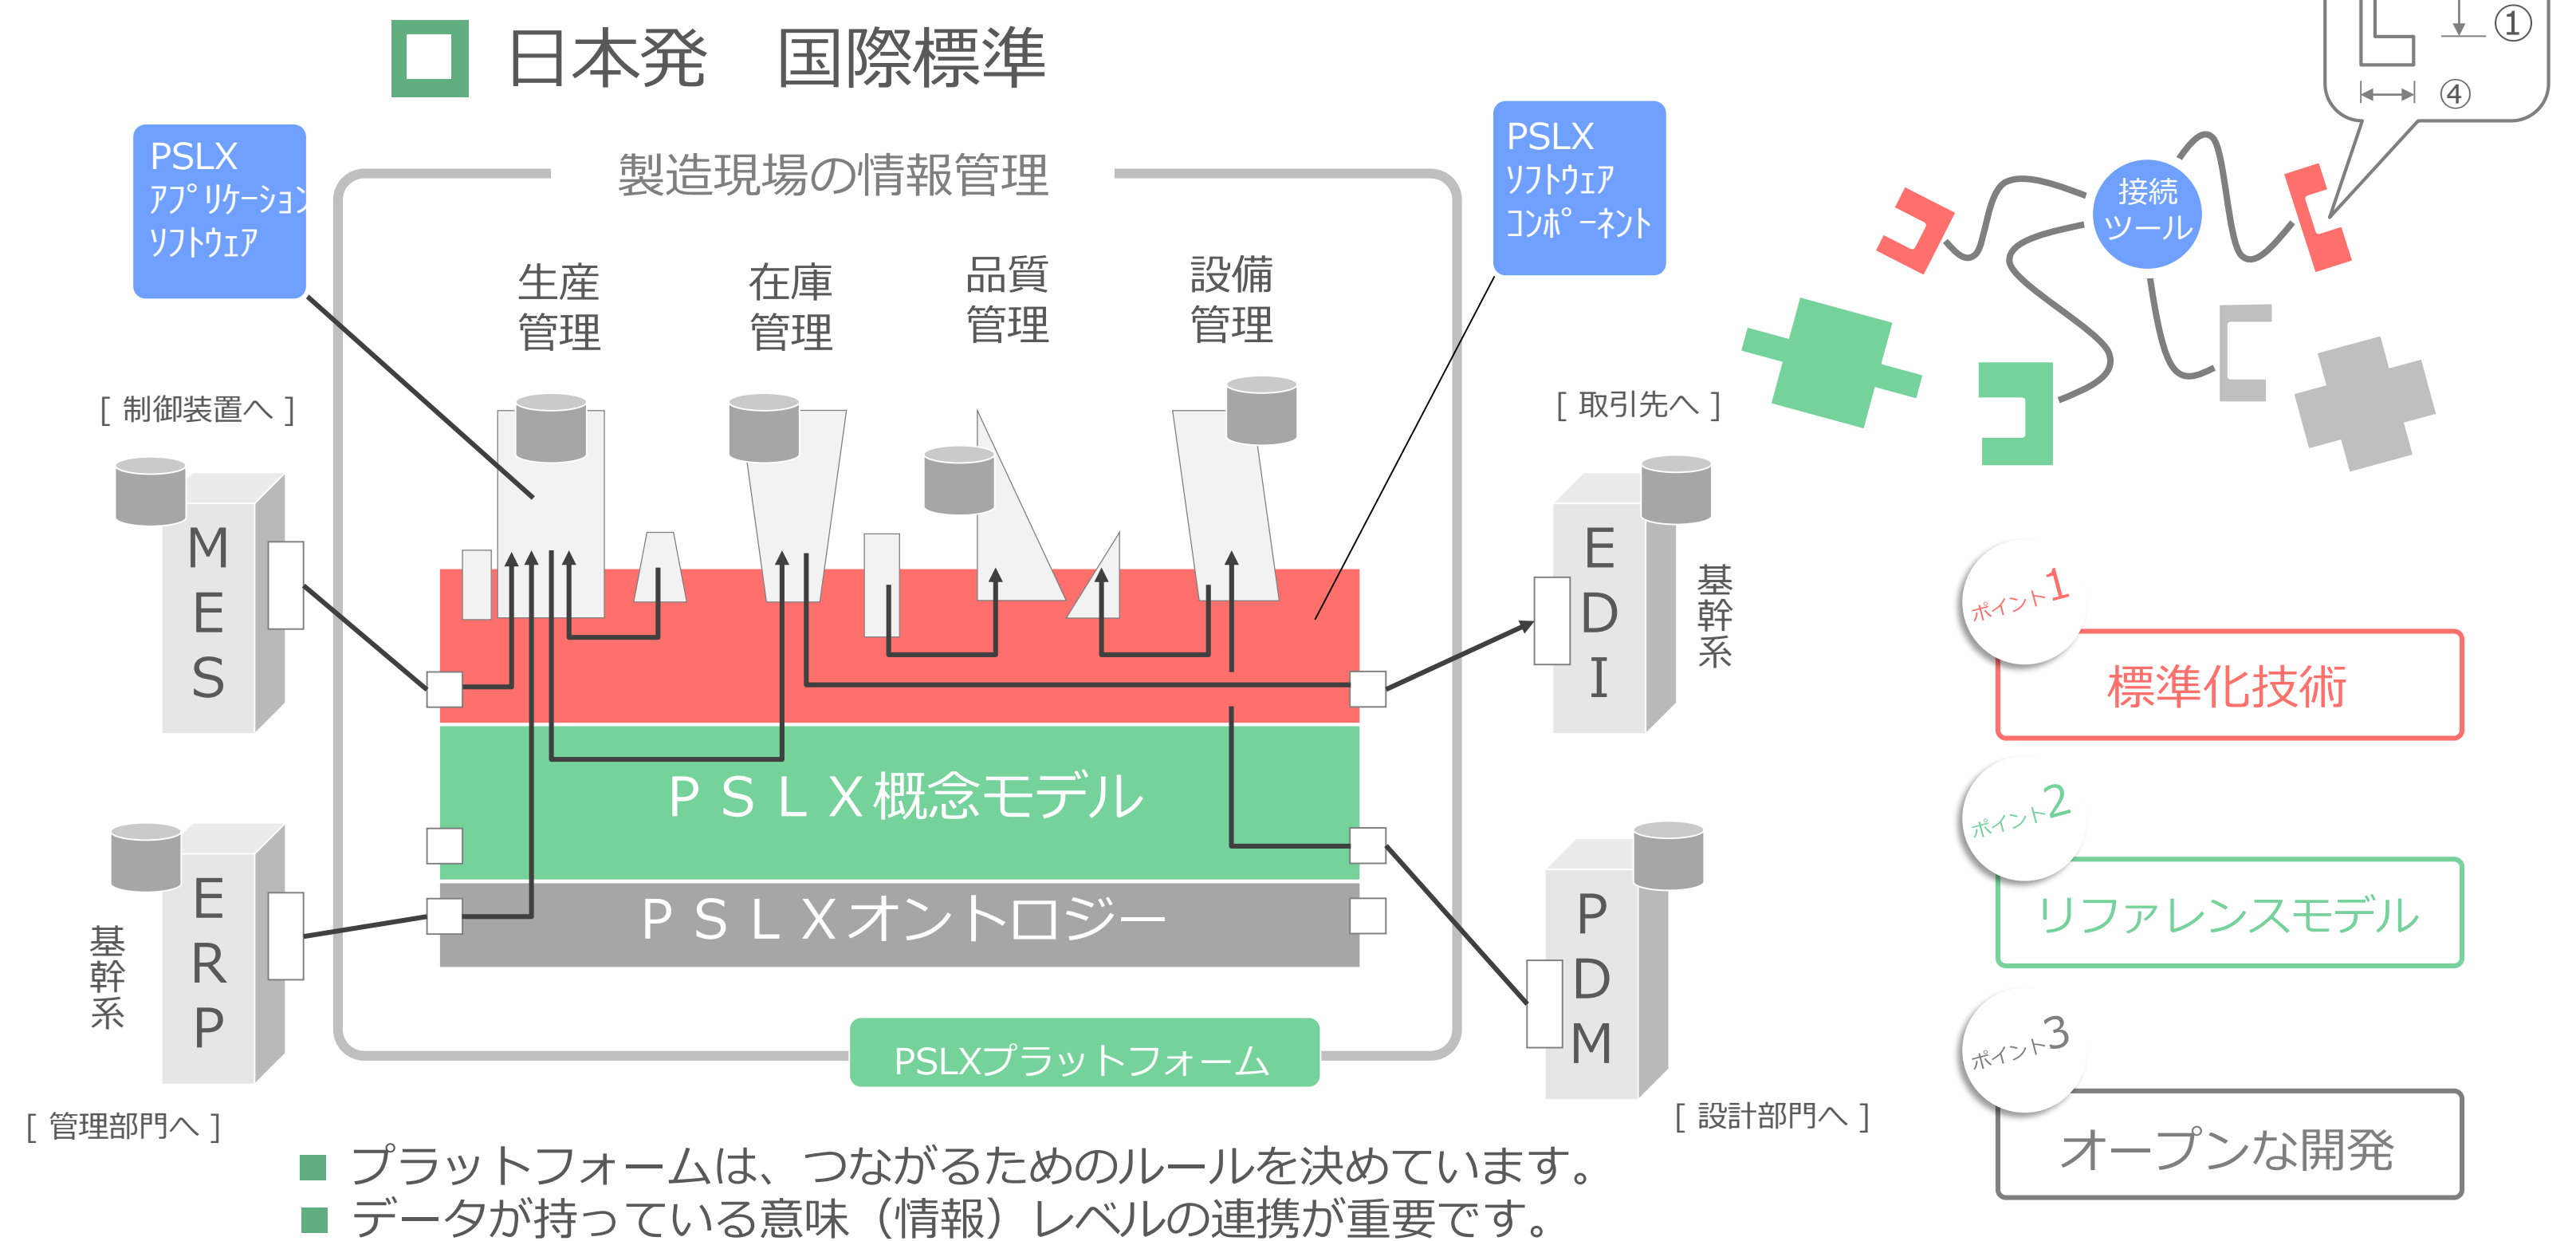 日本発　国際標準
①
④
PSLX
ｱﾌﾟﾘｹｰｼｮﾝ
ｿﾌﾄｳｪｱ
製造現場の情報管理
PSLX
ｿﾌﾄｳｪｱ
ｺﾝﾎﾟｰﾈﾝﾄ
接続
ツール
生産
管理
在庫
管理
品質
管理
設備
管理
[ 制御装置へ ]
[ 取引先へ ]
MES
EDI
基幹系
ＰＳＬＸ概念モデル
ＰＳＬＸオントロジー
ERP
基幹系
PDM
PSLXプラットフォーム
[ 管理部門へ ]
[ 設計部門へ ]
ポイント1
標準化技術
ポイント2
リファレンスモデル
ポイント3
オープンな開発
プラットフォームは、つながるためのルールを決めています。
データが持っている意味（情報）レベルの連携が重要です。